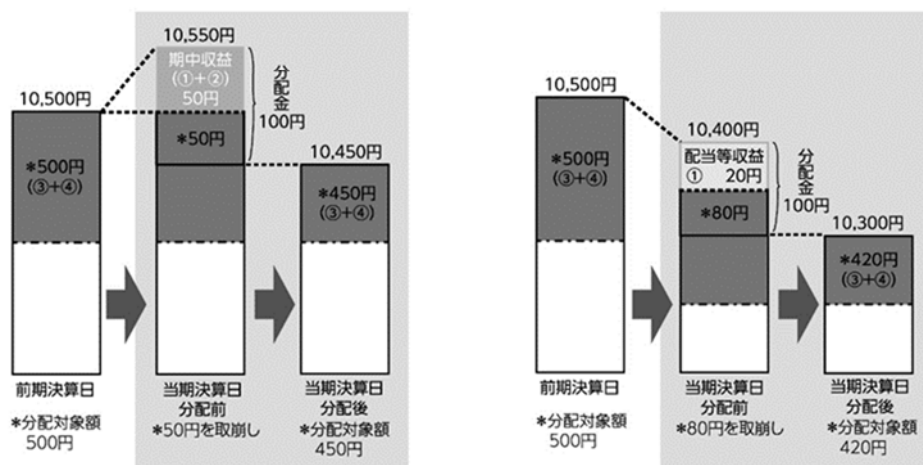 10,550円
期中収益
(①+②)
50円
分配金
100円
10,500円
*500円
(③+④)
*50円
10,450円
*450円
(③+④)
前期決算日
*分配対象額
500円
当期決算日
分配前
*50円を取崩し
当期決算日
分配後
*分配対象額
450円
10,500円
*500円
(③+④)
10,400円
配当等収益
① 20円
分配金
100円
*80円
10,300円
*420円
(③+④)
前期決算日
*分配対象額
500円
当期決算日
分配前
*80円を取崩し
当期決算日
分配後
*分配対象額
420円